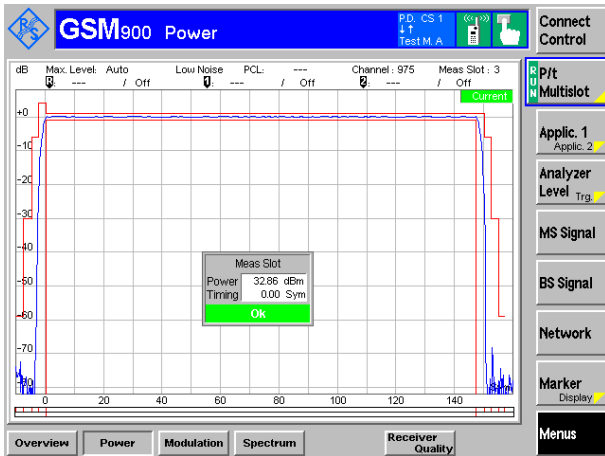 R S
GSM900 Power
P.D. CS 1
Test M. A
Connect
Control
dB Max. Level: Auto Low Noise PCL: --- Channel : 975 Meas Slot : 3
--- / Off 1: --- / Off 2: --- / Off
Current
RUN
P/t
Multislot
+0
-10
-20
-30
-40
-50
-60
-70
Applic. 1
Applic. 2
Analyzer
Level Trg.
MS Signal
BS Signal
Network
Marker
Display
Menus
Meas Slot
Power 32.86 dBm
Timing 0.00 Sym
Ok
0 20 40 60 80 100 120 140
Overview Power Modulation Spectrum Receiver Quality